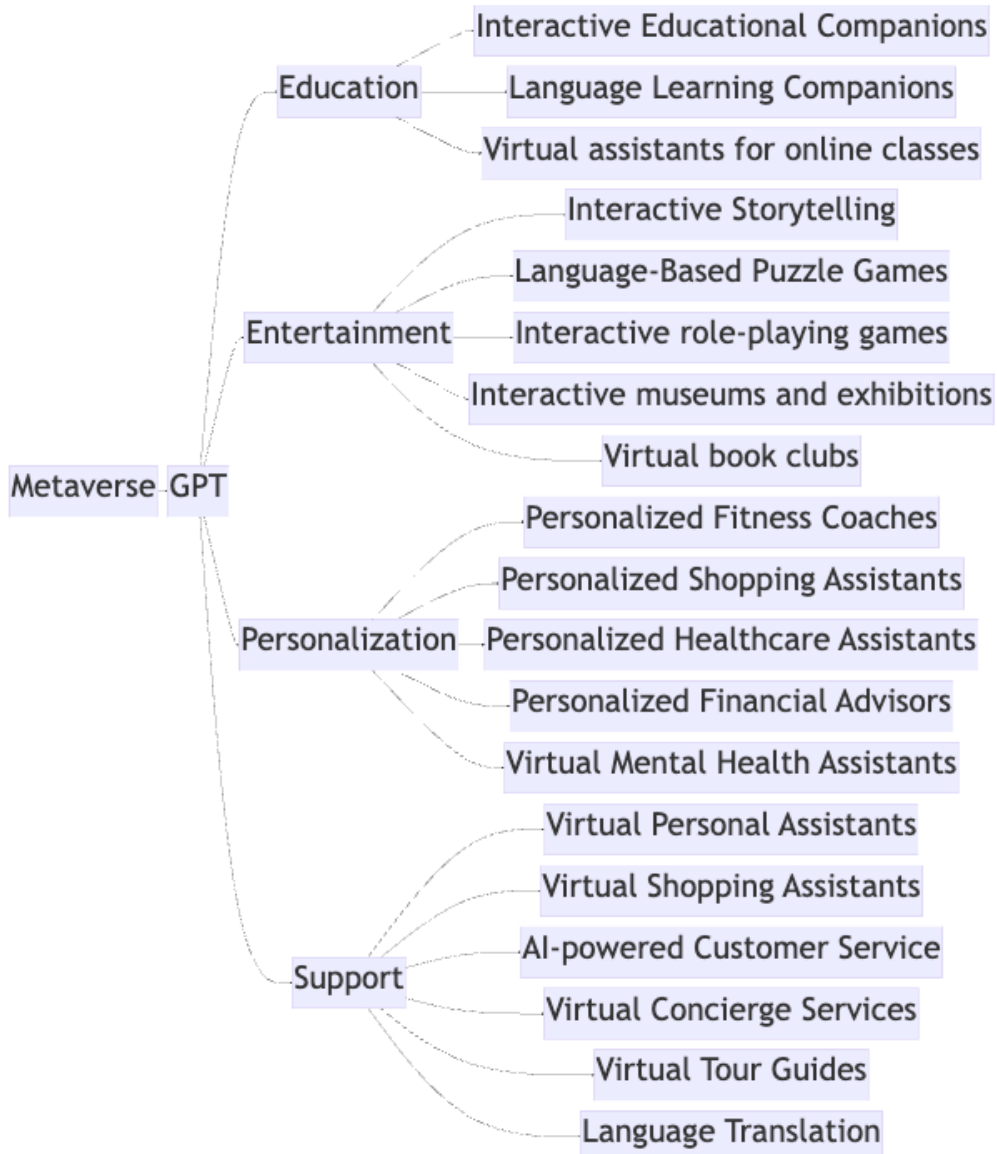 Metaverse
GPT
Education
Interactive Educational Companions
Language Learning Companions
Virtual assistants for online classes
Entertainment
Interactive Storytelling
Language-Based Puzzle Games
Interactive role-playing games
Interactive museums and exhibitions
Virtual book clubs
Personalization
Personalized Fitness Coaches
Personalized Shopping Assistants
Personalized Healthcare Assistants
Personalized Financial Advisors
Virtual Mental Health Assistants
Support
Virtual Personal Assistants
Virtual Shopping Assistants
AI-powered Customer Service
Virtual Concierge Services
Virtual Tour Guides
Language Translation